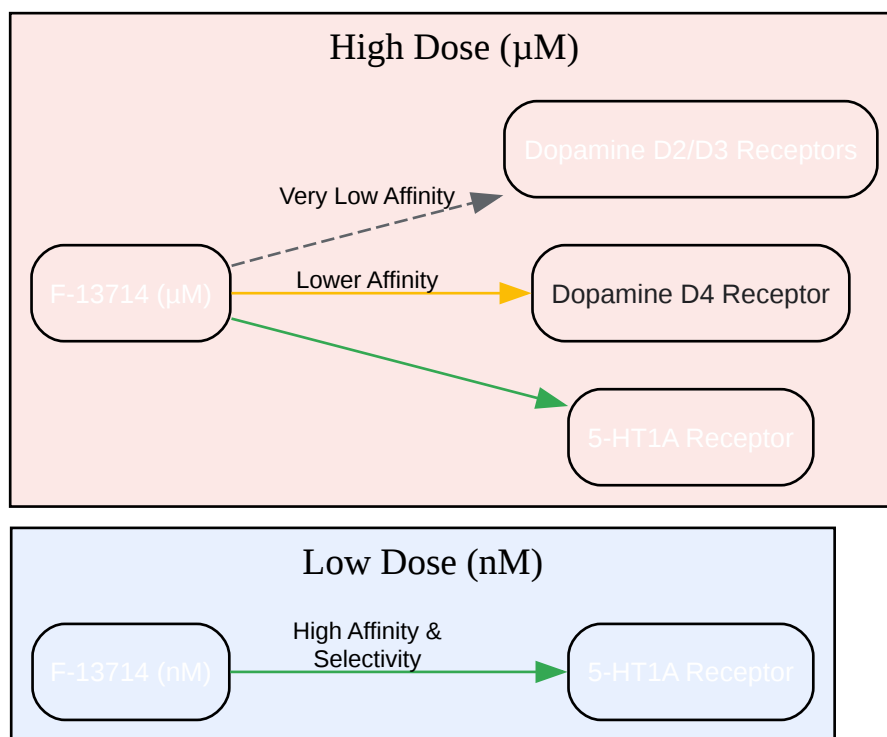 High Dose (µM)
Dopamine D2/D3 Receptors
Very Low Affinity
F-13714 (µM)
Lower Affinity
Dopamine D4 Receptor
5-HT1A Receptor
Low Dose (nM)
High Affinity &
Selectivity
F-13714 (nM)
5-HT1A Receptor